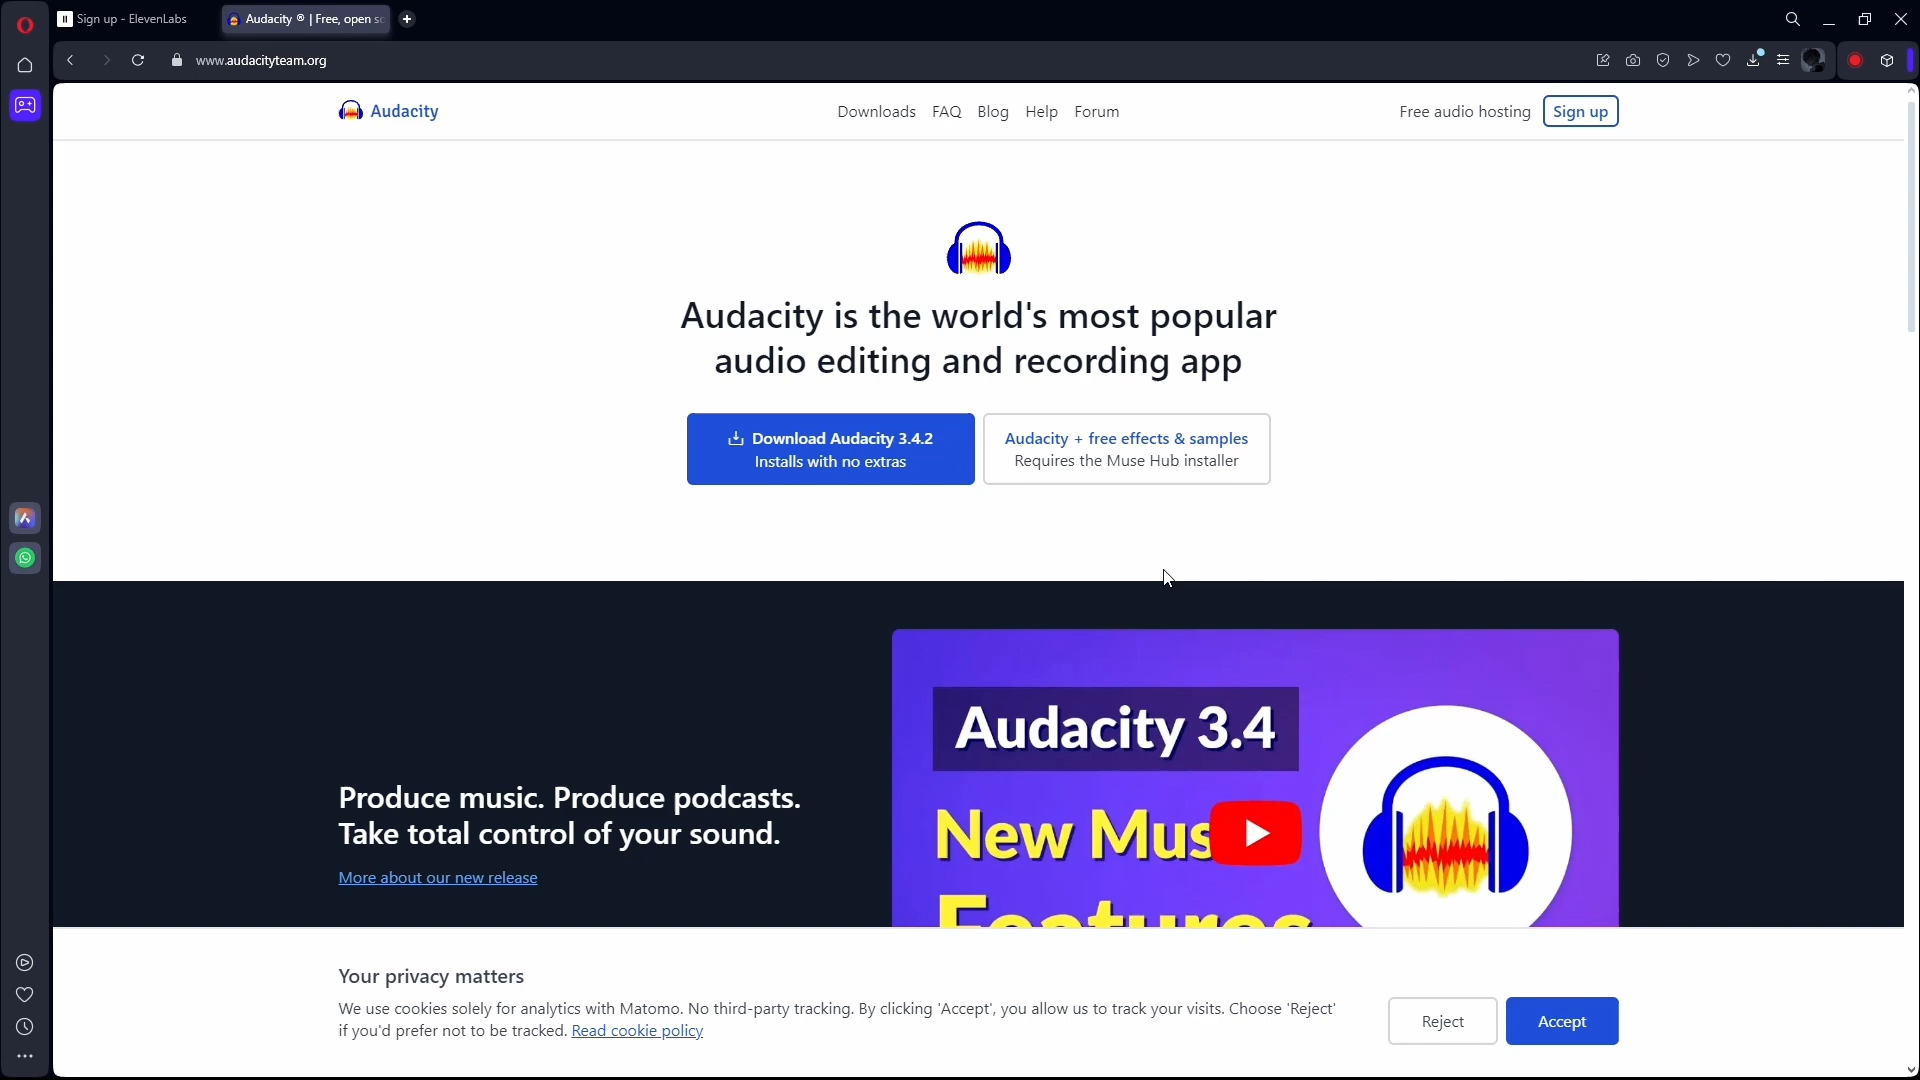 Sign up - ElevenLabs
Audacity ® | Free, open so
www.audacityteam.org
Audacity
Downloads FAQ Blog Help Forum
Free audio hosting Sign up
Audacity is the world's most popular
audio editing and recording app
Download Audacity 3.4.2
Installs with no extras
Audacity + free effects & samples
Requires the Muse Hub installer
Produce music. Produce podcasts.
Take total control of your sound.
More about our new release
Audacity 3.4
New Mus
Features
Your privacy matters
We use cookies solely for analytics with Matomo. No third-party tracking. By clicking 'Accept', you allow us to track your visits. Choose 'Reject'
if you'd prefer not to be tracked. Read cookie policy
Reject
Accept